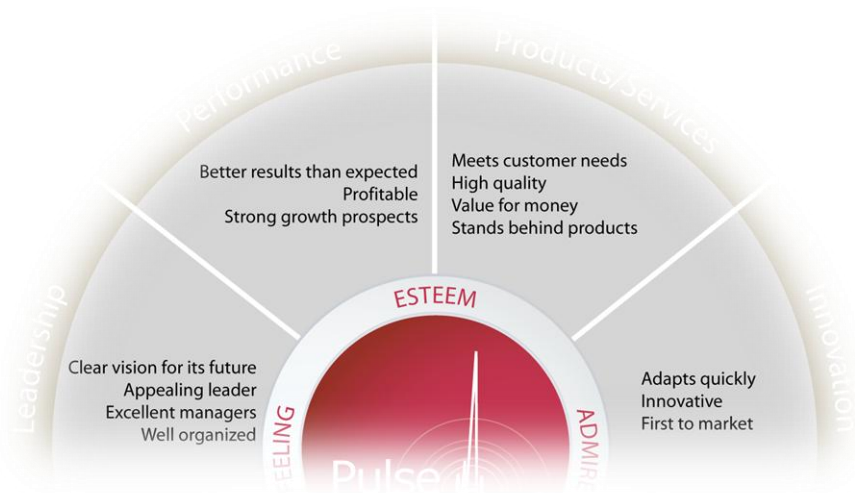 Performance
Products/Services
Better results than expected
Profitable
Strong growth prospects
Meets customer needs
High quality
Value for money
Stands behind products
Leadership
Innovation
ESTEEM
Clear vision for its future
Appealing leader
Excellent managers
Well organized
Adapts quickly
Innovative
First to market
FEELING
Pulse